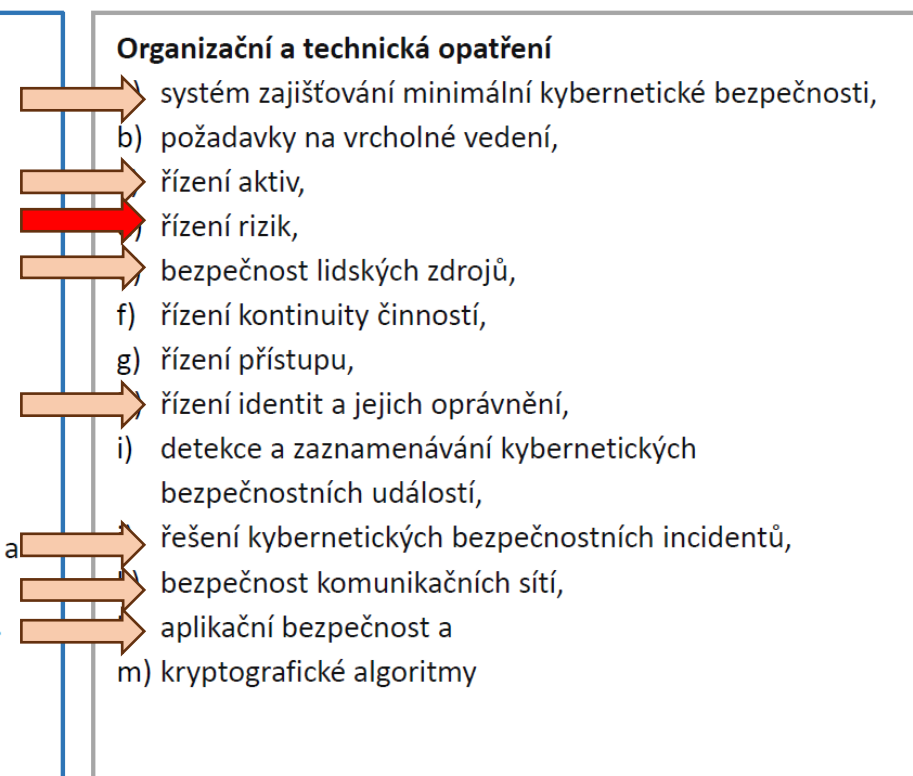 Organizační a technická opatření
systém zajišťování minimální kybernetické bezpečnosti,
b) požadavky na vrcholné vedení,
řízení aktiv,
řízení rizik,
bezpečnost lidských zdrojů,
f) řízení kontinuity činností,
g) řízení přístupu,
řízení identit a jejich oprávnění,
i) detekce a zaznamenávání kybernetických
bezpečnostních událostí,
a
řešení kybernetických bezpečnostních incidentů,
bezpečnost komunikačních sítí,
aplikační bezpečnost a
m) kryptografické algoritmy